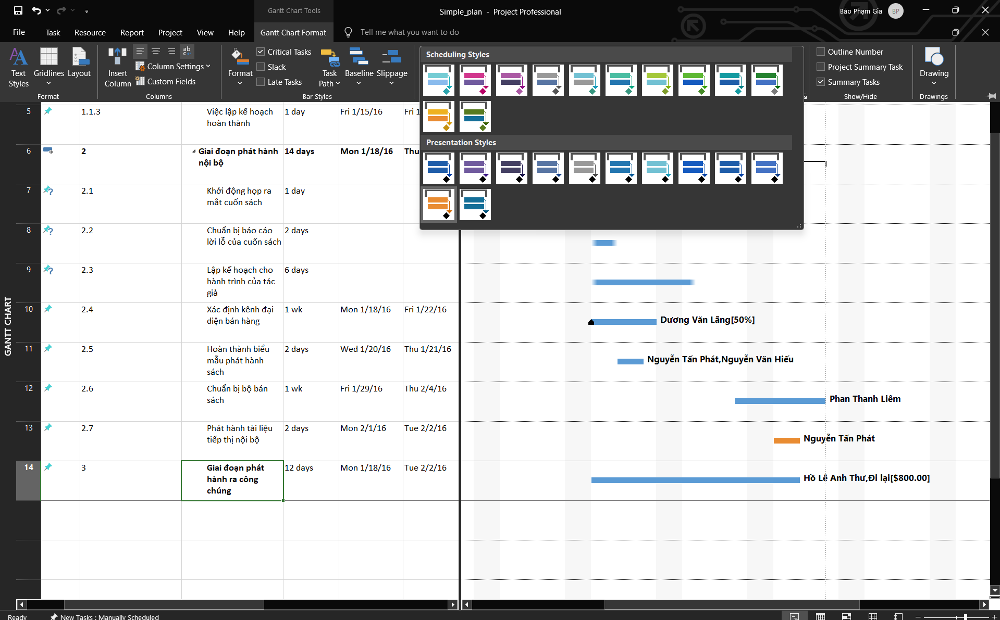 Gantt Chart Tools
Simple_plan - Project Professional
Bảo Phạm Gia
BP
File
Task
Resource
Report
Project
View
Help
Gantt Chart Format
Tell me what you want to do
Text Styles
Gridlines
Layout
Format
Insert Column
ab
c
Column Settings
Custom Fields
Columns
Format
Critical Tasks
Slack
Late Tasks
Task Path
Baseline
Slippage
Bar Styles
Scheduling Styles
Presentation Styles
Outline Number
Project Summary Task
Summary Tasks
Show/Hide
Drawing
Drawings
GANTT CHART
5
1.1.3
Việc lập kế hoạch
hoàn thành
1 day
Fri 1/15/16
Fri 1
6
2
Giai đoạn phát hành
nội bộ
14 days
Mon 1/18/16
Thu
7
2.1
Khởi động họp ra
mắt cuốn sách
1 day
8
2.2
Chuẩn bị báo cáo
lời lỗ của cuốn sách
2 days
9
2.3
Lập kế hoạch cho
hành trình của tác
giả
6 days
10
2.4
Xác định kênh đại
diện bán hàng
1 wk
Mon 1/18/16
Fri 1/22/16
Dương Văn Lãng[50%]
11
2.5
Hoàn thành biểu
mẫu phát hành
sách
2 days
Wed 1/20/16
Thu 1/21/16
Nguyễn Tấn Phát,Nguyễn Văn Hiếu
12
2.6
Chuẩn bị bộ bán
sách
1 wk
Fri 1/29/16
Thu 2/4/16
Phan Thanh Liêm
13
2.7
Phát hành tài liệu
tiếp thị nội bộ
2 days
Mon 2/1/16
Tue 2/2/16
Nguyễn Tấn Phát
14
3
Giai đoạn phát
hành ra công
chúng
12 days
Mon 1/18/16
Tue 2/2/16
Hồ Lê Anh Thư,Đi lại[$800.00]
Ready
New Tasks : Manually Scheduled